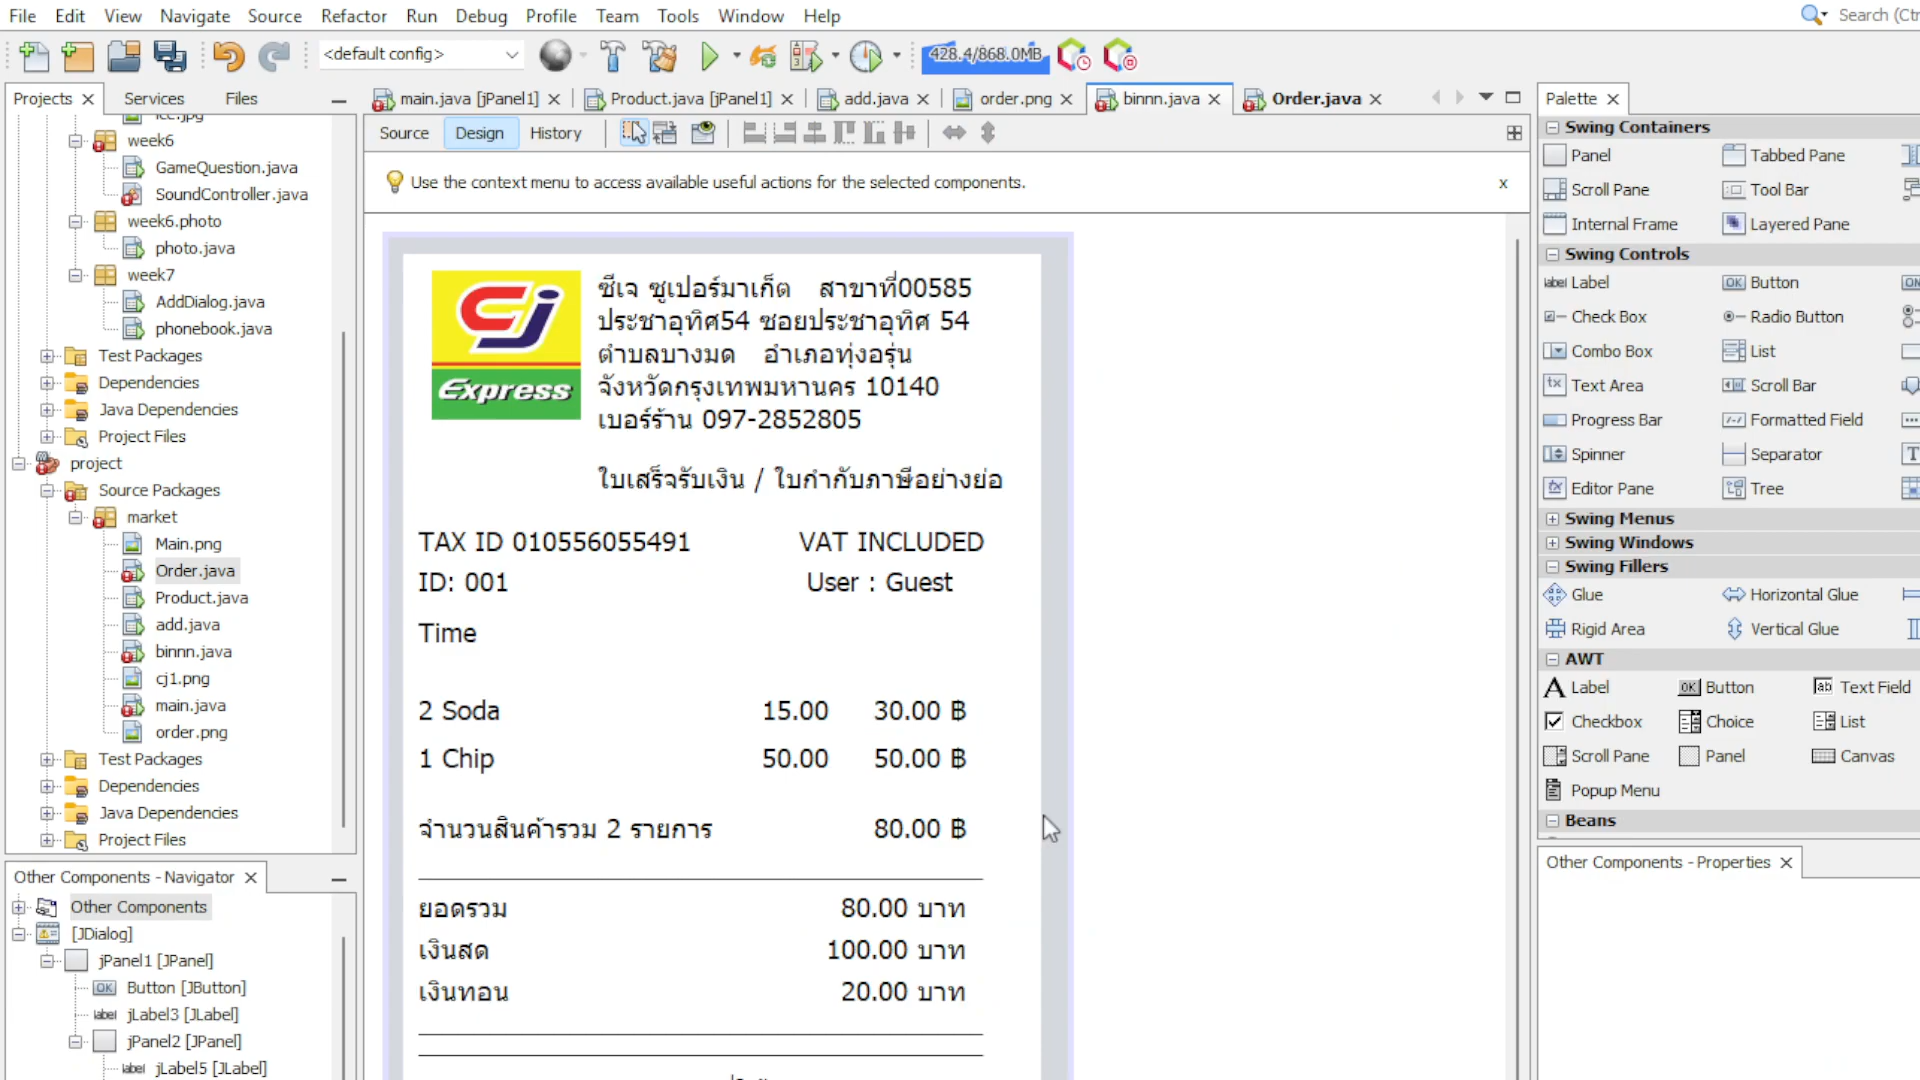 File Edit View Navigate Source Refactor Run Debug Profile Team Tools Window Help
Search (Ctr
<default config>
428.4/868.0MB
Projects Services Files
main.java [jPanel1] Product.java [jPanel1] add.java order.png binnn.java Order.java
Source Design History
Use the context menu to access available useful actions for the selected components.
x
ice.jpg
week6
GameQuestion.java
SoundController.java
week6.photo
photo.java
week7
AddDialog.java
phonebook.java
Test Packages
Dependencies
Java Dependencies
Project Files
project
Source Packages
market
Main.png
Order.java
Product.java
add.java
binnn.java
cj1.png
main.java
order.png
Test Packages
Dependencies
Java Dependencies
Project Files
Other Components - Navigator
Other Components
[JDialog]
jPanel1 [JPanel]
Button [JButton]
jLabel3 [JLabel]
jPanel2 [JPanel]
jLabel5 [JLabel]
CJ
Express
ซีเจ ซูเปอร์มาเก็ต สาขาที่00585
ประชาอุทิศ54 ซอยประชาอุทิศ 54
ตำบลบางมด อำเภอทุ่งอรุ่น
จังหวัดกรุงเทพมหานคร 10140
เบอร์ร้าน 097-2852805
ใบเสร็จรับเงิน / ใบกำกับภาษีอย่างย่อ
TAX ID 010556055491 VAT INCLUDED
ID: 001 User : Guest
Time
2 Soda 15.00 30.00 ฿
1 Chip 50.00 50.00 ฿
จำนวนสินค้ารวม 2 รายการ 80.00 ฿
ยอดรวม 80.00 บาท
เงินสด 100.00 บาท
เงินทอน 20.00 บาท
Palette
Swing Containers
Panel Tabbed Pane
Scroll Pane Tool Bar
Internal Frame Layered Pane
Swing Controls
Label Button
Check Box Radio Button
Combo Box List
Text Area Scroll Bar
Progress Bar Formatted Field
Spinner Separator
Editor Pane Tree
Swing Menus
Swing Windows
Swing Fillers
Glue Horizontal Glue
Rigid Area Vertical Glue
AWT
Label Button Text Field
Checkbox Choice List
Scroll Pane Panel Canvas
Popup Menu
Beans
Other Components - Properties